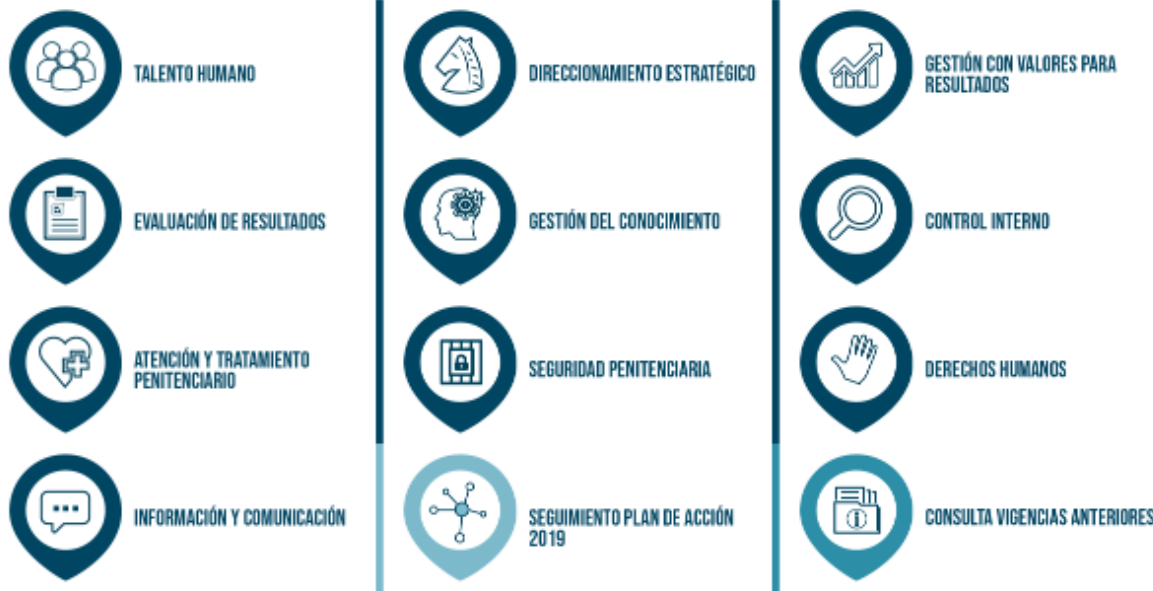 TALENTO HUMANO
DIRECCIONAMIENTO ESTRATÉGICO
GESTIÓN CON VALORES PARA
RESULTADOS
EVALUACIÓN DE RESULTADOS
GESTIÓN DEL CONOCIMIENTO
CONTROL INTERNO
ATENCIÓN Y TRATAMIENTO
PENITENCIARIO
SEGURIDAD PENITENCIARIA
DERECHOS HUMANOS
INFORMACIÓN Y COMUNICACIÓN
SEGUIMIENTO PLAN DE ACCIÓN
2019
CONSULTA VIGENCIAS ANTERIORES